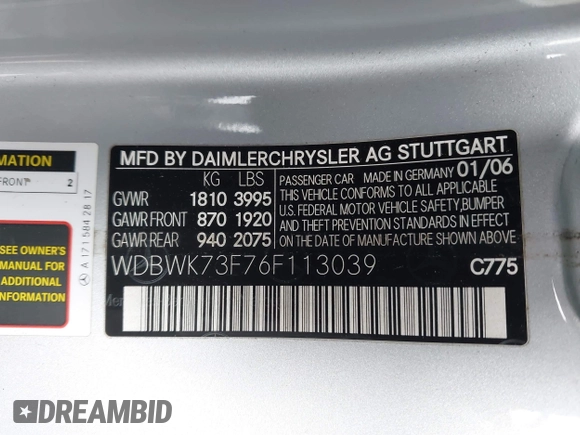 MFD BY DAIMLERCHRYSLER AG STUTTGART
KG LBS
GVWR 1810 3995
GAWR FRONT 870 1920
GAWR REAR 940 2075
PASSENGER CAR MADE IN GERMANY 01/06
THIS VEHICLE CONFORMS TO ALL APPLICABLE
U.S. FEDERAL MOTOR VEHICLE SAFETY,BUMPER
AND THEFT PREVENTION STANDARDS IN EFFECT
ON THE DATE OF MANUFACTURE SHOWN ABOVE.
WDBWK73F76F113039
C775
MATION
FRONT* 2
SEE OWNER'S
MANUAL FOR
ADDITIONAL
A 171 584 28 17
DREAMBID